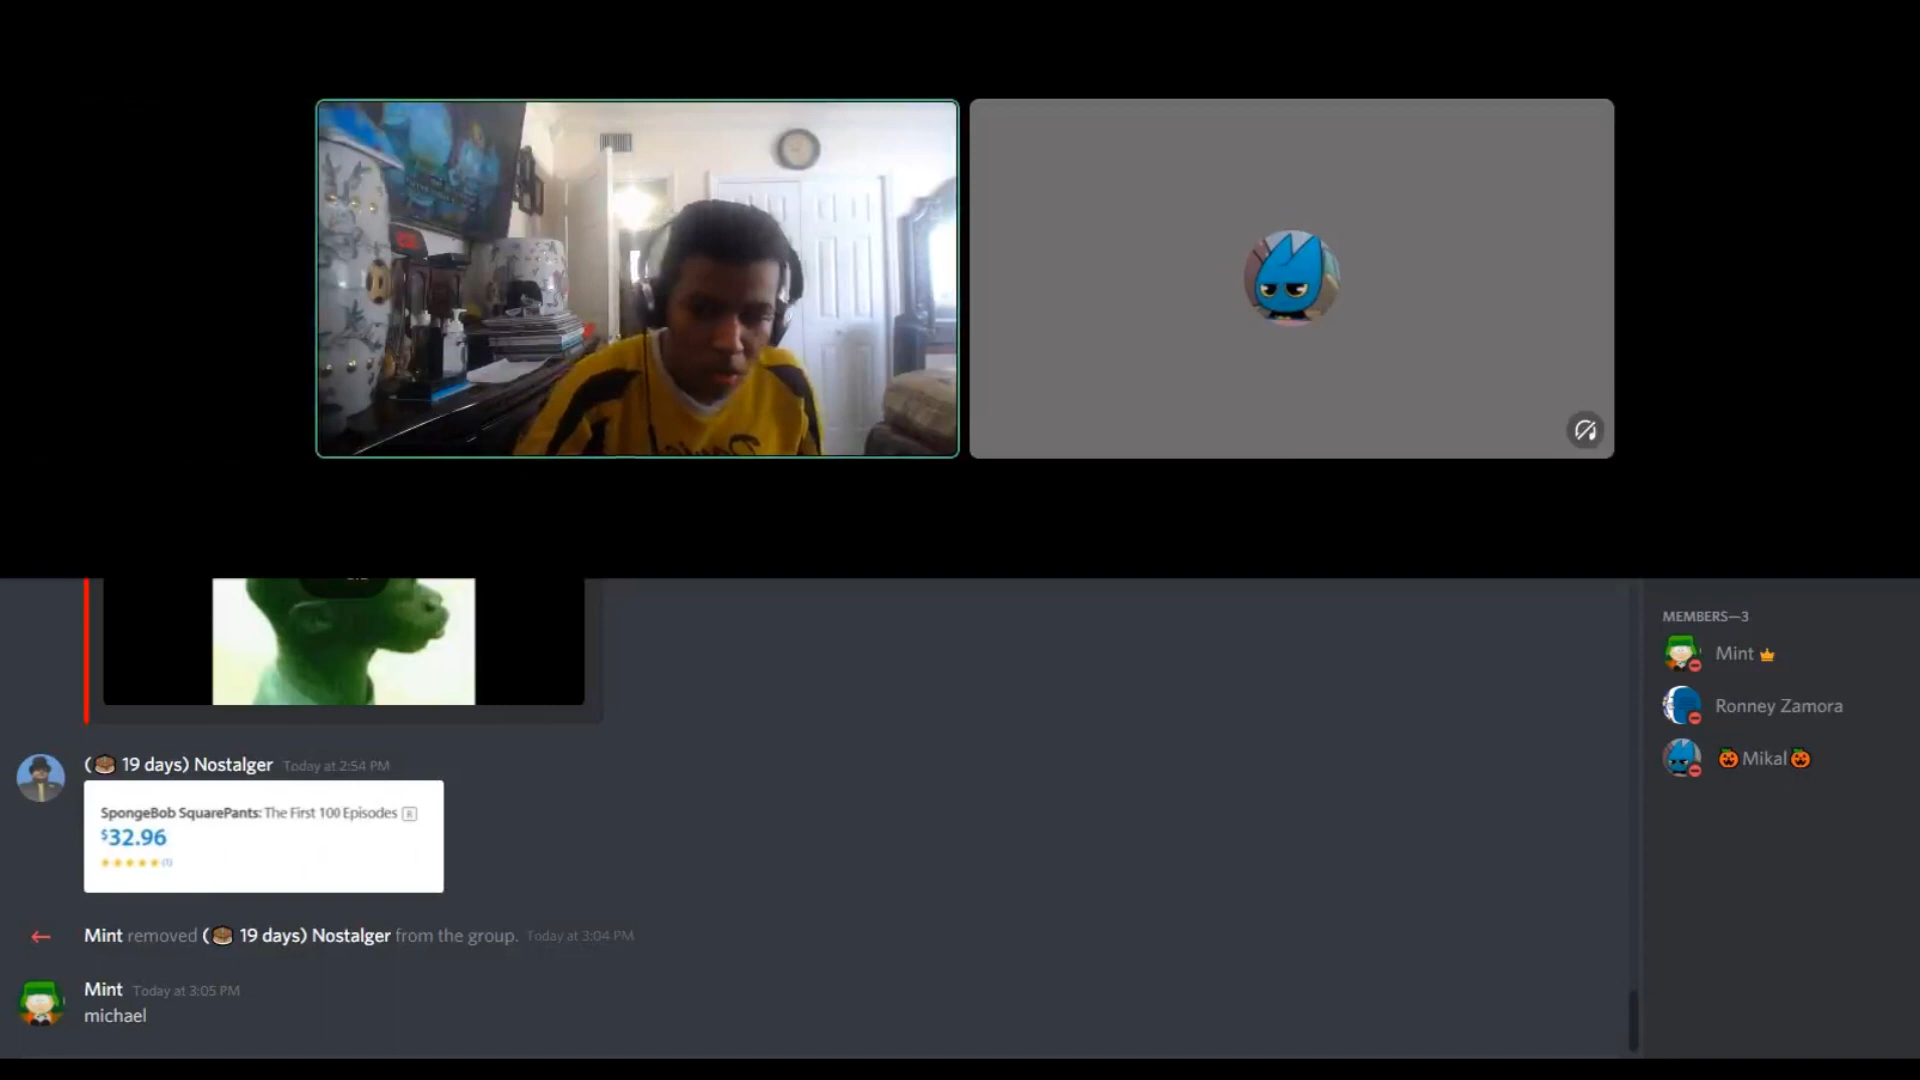 MEMBERS—3
Mint
Ronney Zamora
🎃Mikal🎃
(🥞 19 days) Nostalger Today at 2:54 PM
SpongeBob SquarePants: The First 100 Episodes R
$32.96
(1)
Mint removed (🥞 19 days) Nostalger from the group. Today at 3:04 PM
Mint Today at 3:05 PM
michael